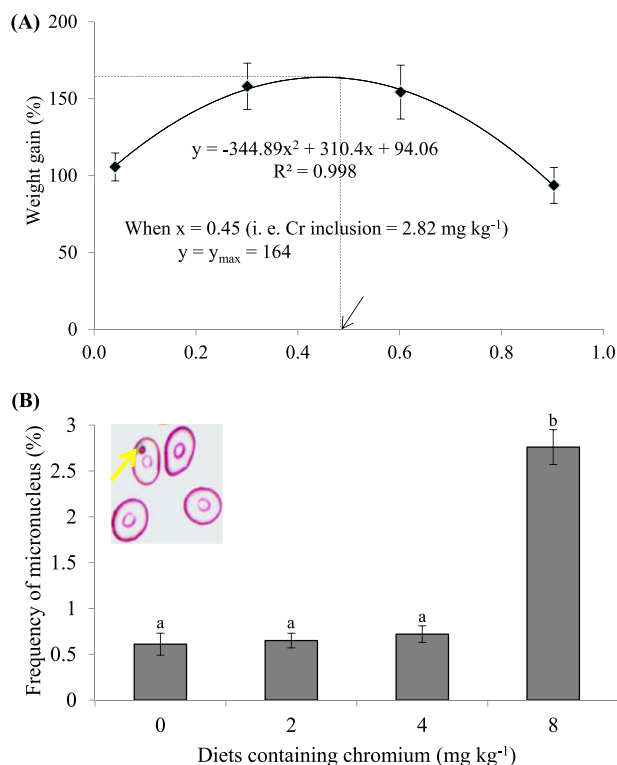 (A)
200
150
100
50
0
Weight gain (%)
y = -344.89x² + 310.4x + 94.06
R² = 0.998
When x = 0.45 (i. e. Cr inclusion = 2.82 mg kg⁻¹)
y = yₘₐₓ = 164
0.0 0.2 0.4 0.6 0.8 1.0
(B)
3
2.5
2
1.5
1
0.5
0
Frequency of micronucleus (%)
a a a b
0 2 4 8
Diets containing chromium (mg kg⁻¹)